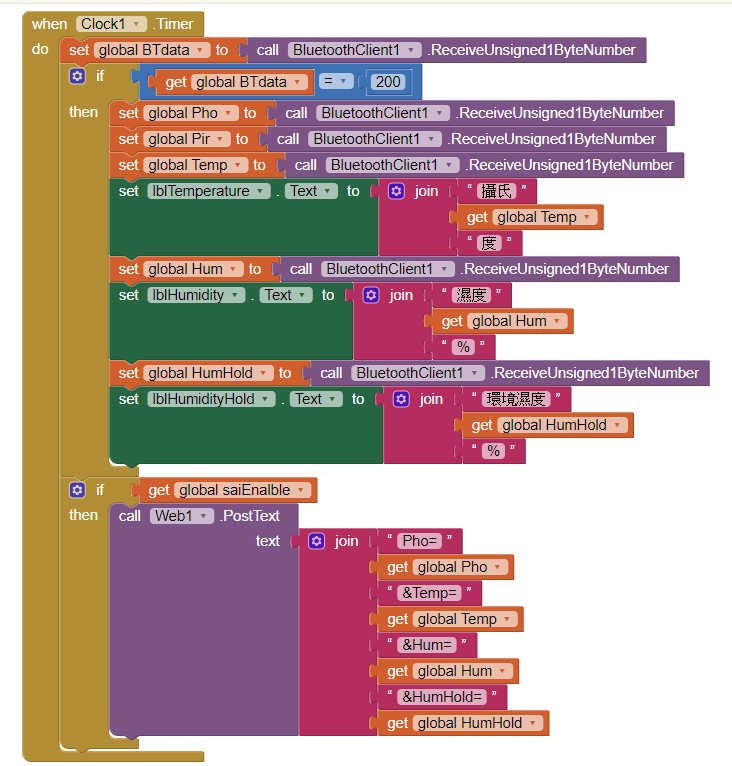 when Clock1 .Timer
do set global BTdata to call BluetoothClient1 .ReceiveUnsigned1ByteNumber
if get global BTdata = 200
then set global Pho to call BluetoothClient1 .ReceiveUnsigned1ByteNumber
set global Pir to call BluetoothClient1 .ReceiveUnsigned1ByteNumber
set global Temp to call BluetoothClient1 .ReceiveUnsigned1ByteNumber
set lblTemperature . Text to join “ 攝氏 ”
get global Temp
“ 度 ”
set global Hum to call BluetoothClient1 .ReceiveUnsigned1ByteNumber
set lblHumidity . Text to join “ 濕度 ”
get global Hum
“ % ”
set global HumHold to call BluetoothClient1 .ReceiveUnsigned1ByteNumber
set lblHumidityHold . Text to join “ 環境濕度 ”
get global HumHold
“ % ”
if get global saiEnalble
then call Web1 .PostText
text join “ Pho= ”
get global Pho
“ &Temp= ”
get global Temp
“ &Hum= ”
get global Hum
“ &HumHold= ”
get global HumHold